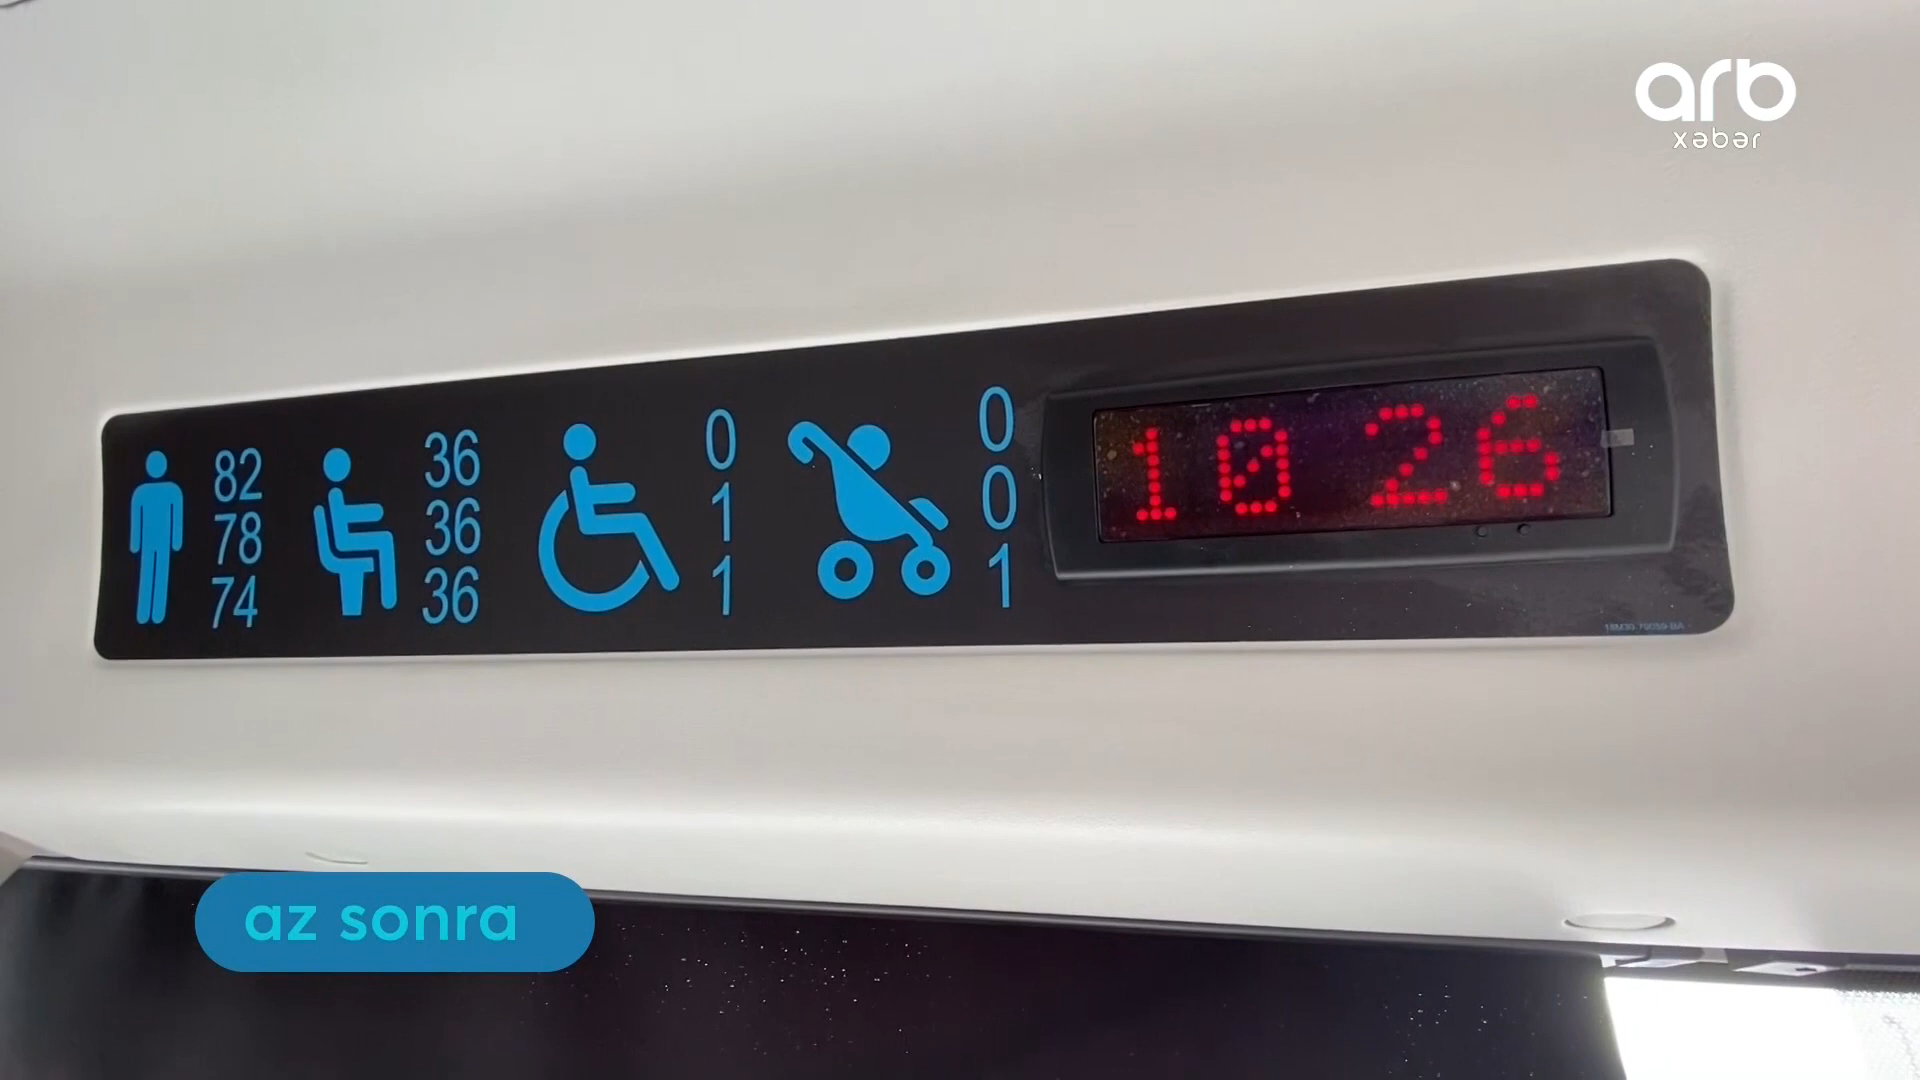 arb
xəbər
82 36 0 0
78 36 1 0
74 36 1 1
10 26
az sonra